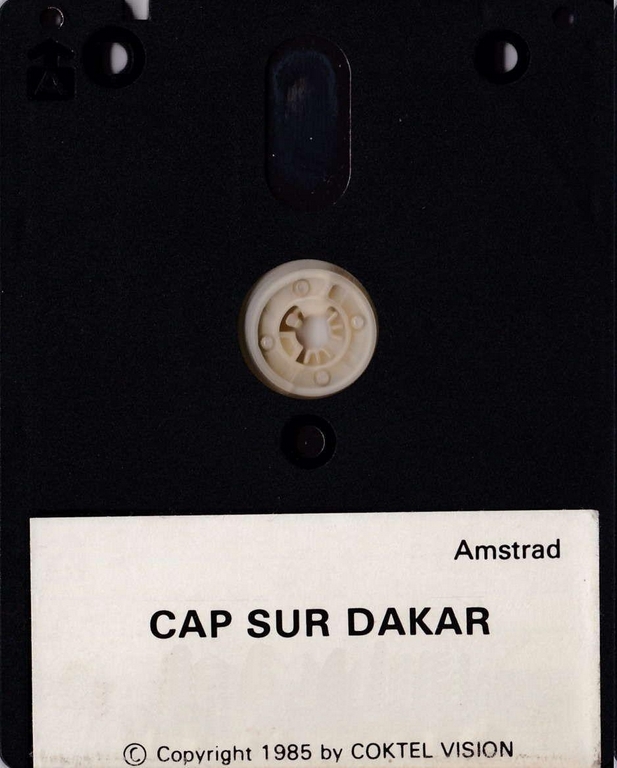 Amstrad
CAP SUR DAKAR
© Copyright 1985 by COKTEL VISION